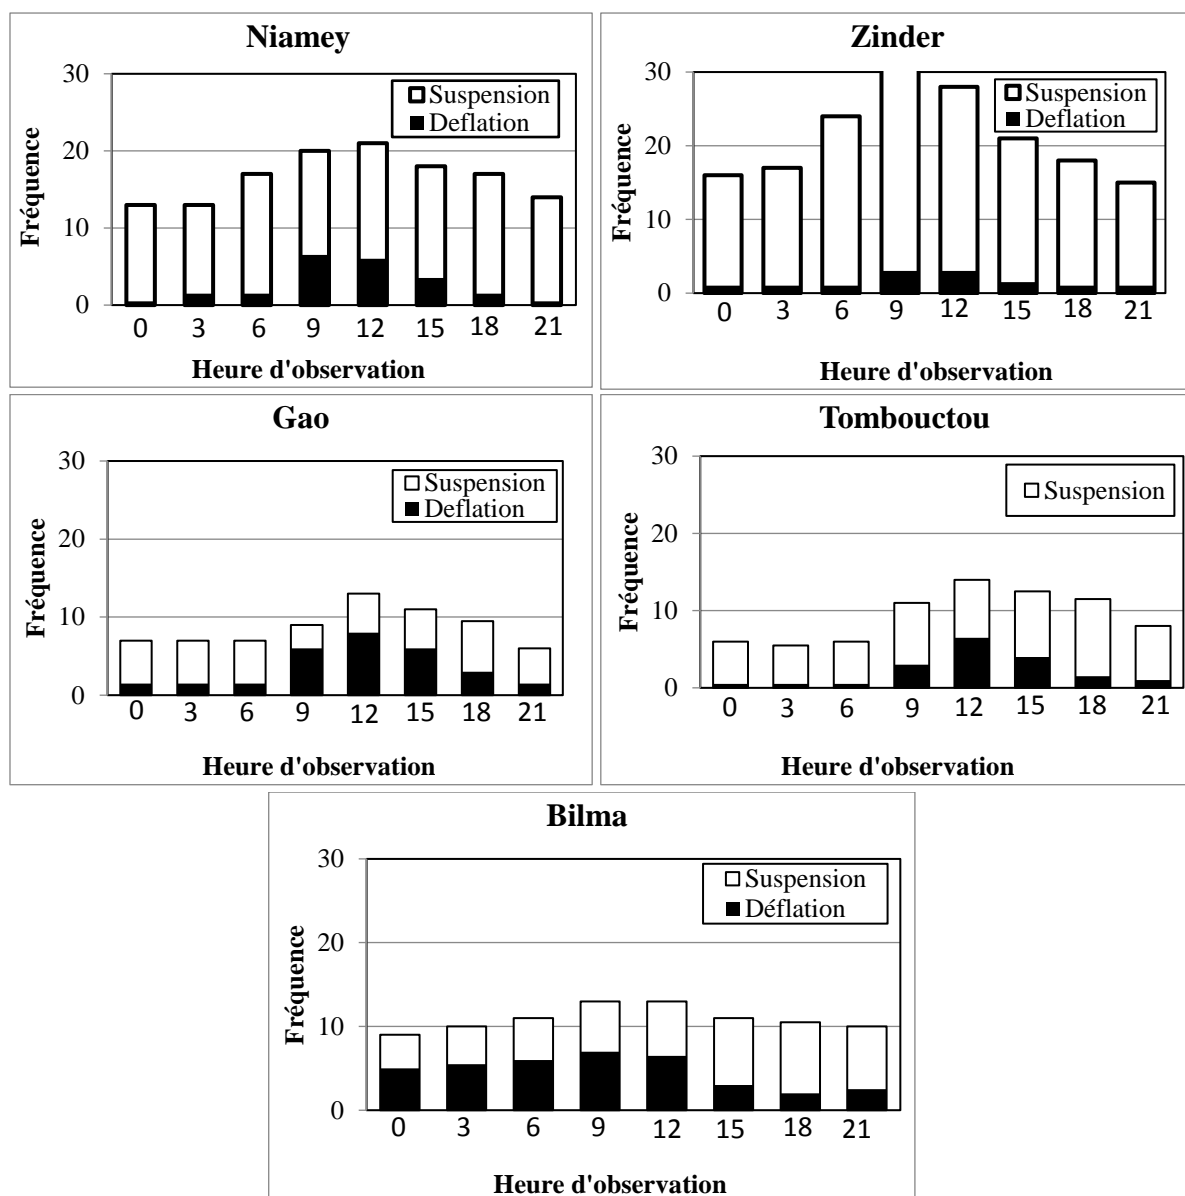 Niamey
30
20
10
0
Fréquence
Suspension
Deflation
0 3 6 9 12 15 18 21
Heure d'observation
Zinder
30
20
10
0
Fréquence
Suspension
Deflation
0 3 6 9 12 15 18 21
Heure d'observation
Gao
30
20
10
0
Fréquence
Suspension
Deflation
0 3 6 9 12 15 18 21
Heure d'observation
Tombouctou
30
20
10
0
Fréquence
Suspension
0 3 6 9 12 15 18 21
Heure d'observation
Bilma
30
20
10
0
Fréquence
Suspension
Déflation
0 3 6 9 12 15 18 21
Heure d'observation